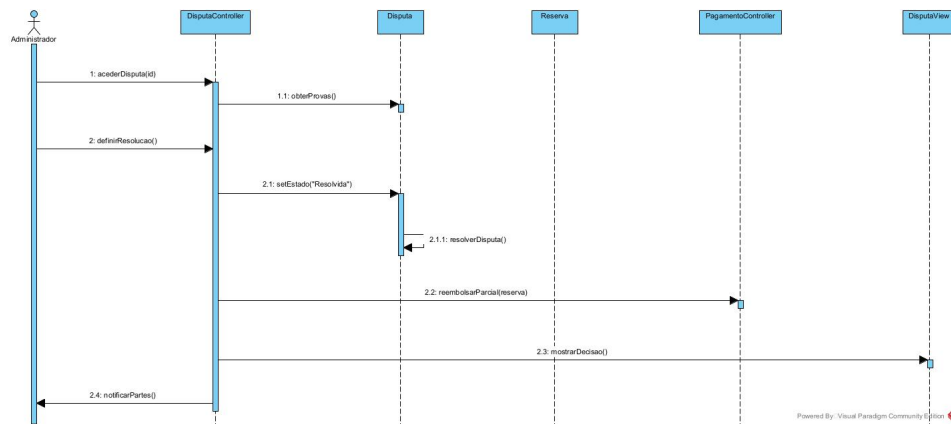 DisputaController
Disputa
Reserva
PagamentoController
DisputaView
Administrador
1: acederDisputa(id)
1.1: obterProvas()
2: definirResolucao()
2.1: setEstado("Resolvida")
2.1.1: resolverDisputa()
2.2: reembolsarParcial(reserva)
2.3: mostrarDecisao()
2.4: notificarPartes()
Powered By: Visual Paradigm Community Edition